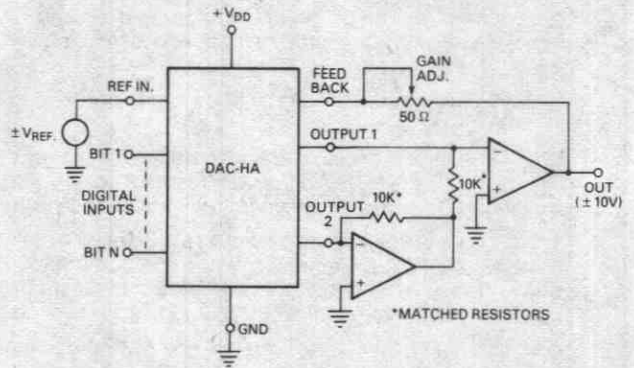 + VDD
FEED
BACK
GAIN
ADJ.
REF IN.
50 Ω
± VREF.
OUTPUT 1
BIT 1
DAC-HA
10K*
OUT
(± 10V)
DIGITAL
INPUTS
OUTPUT
2
10K*
BIT N
*MATCHED RESISTORS
GND